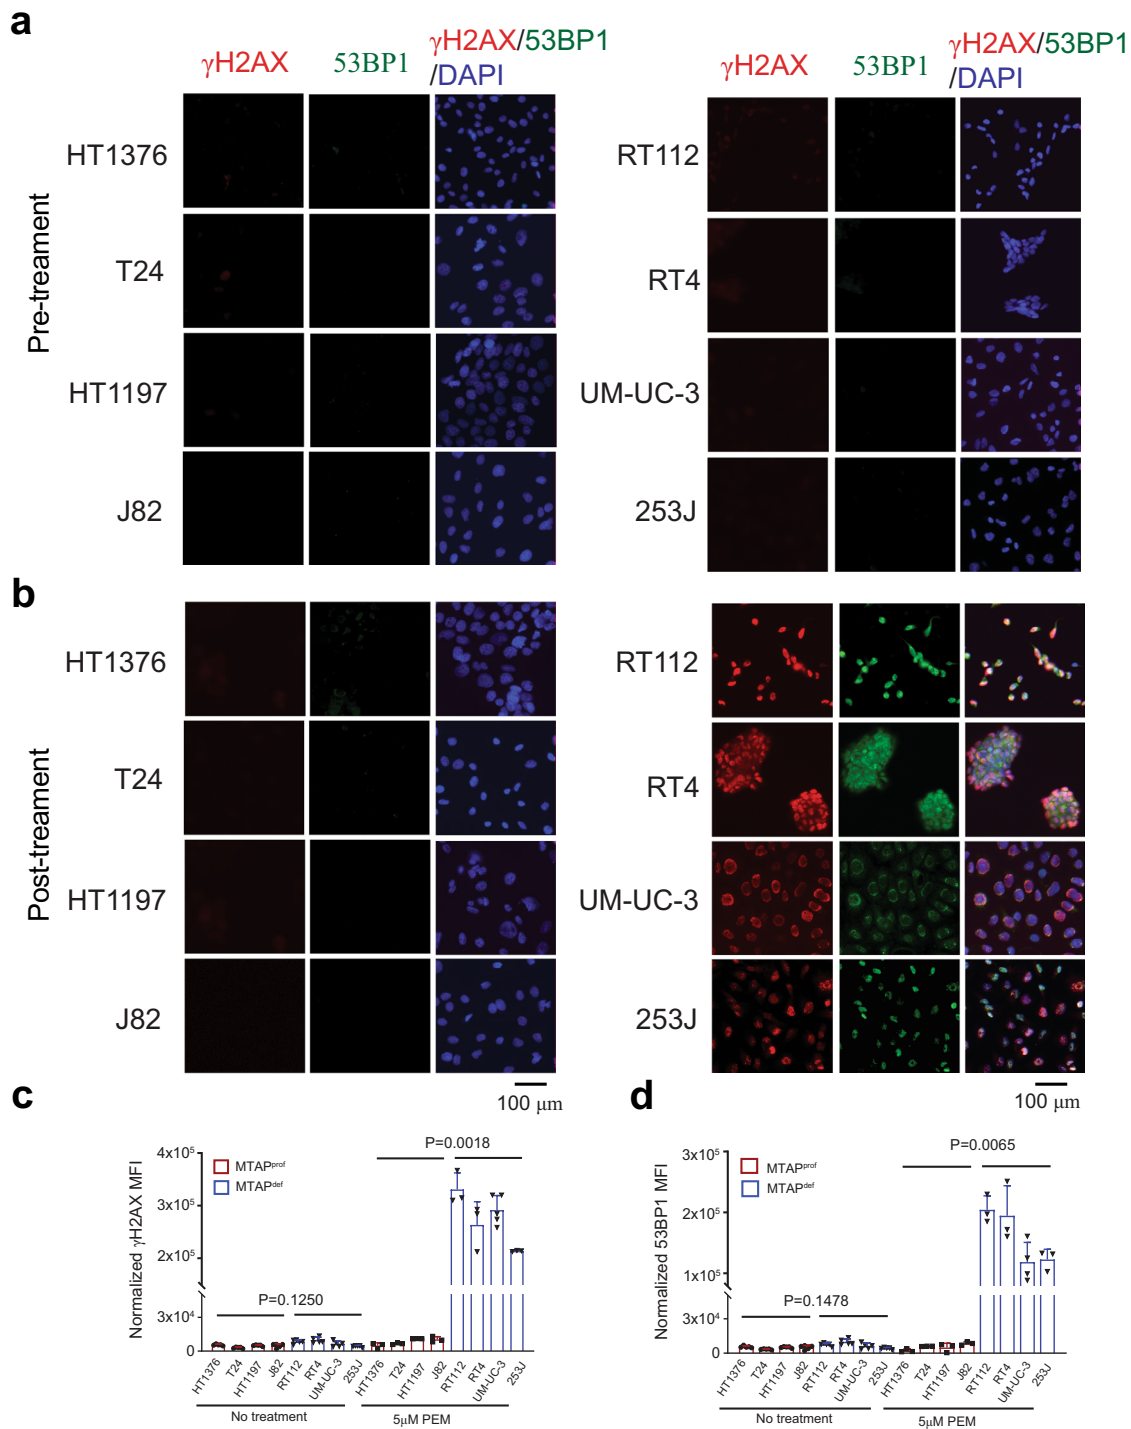 a
γH2AX 53BP1 γH2AX/53BP1
/DAPI
γH2AX 53BP1 γH2AX/53BP1
/DAPI
Pre-treament
HT1376
T24
HT1197
J82
RT112
RT4
UM-UC-3
253J
b
Post-treament
HT1376
T24
HT1197
J82
100 μm
RT112
RT4
UM-UC-3
253J
100 μm
c
Normalized γH2AX MFI
4x10⁵
3x10⁵
2x10⁵
3x10⁴
0
MTAPprof
MTAPdef
P=0.0018
P=0.1250
HT1376 T24 HT1197 J82 RT112 RT4 UM-UC-3 253J HT1376 T24 HT1197 J82 RT112 RT4 UM-UC-3 253J
No treatment 5μM PEM
d
Normalized 53BP1 MFI
3x10⁵
2x10⁵
1x10⁵
3x10⁴
0
MTAPprof
MTAPdef
P=0.0065
P=0.1478
HT1376 T24 HT1197 J82 RT112 RT4 UM-UC-3 253J HT1376 T24 HT1197 J82 RT112 RT4 UM-UC-3 253J
No treatment 5μM PEM